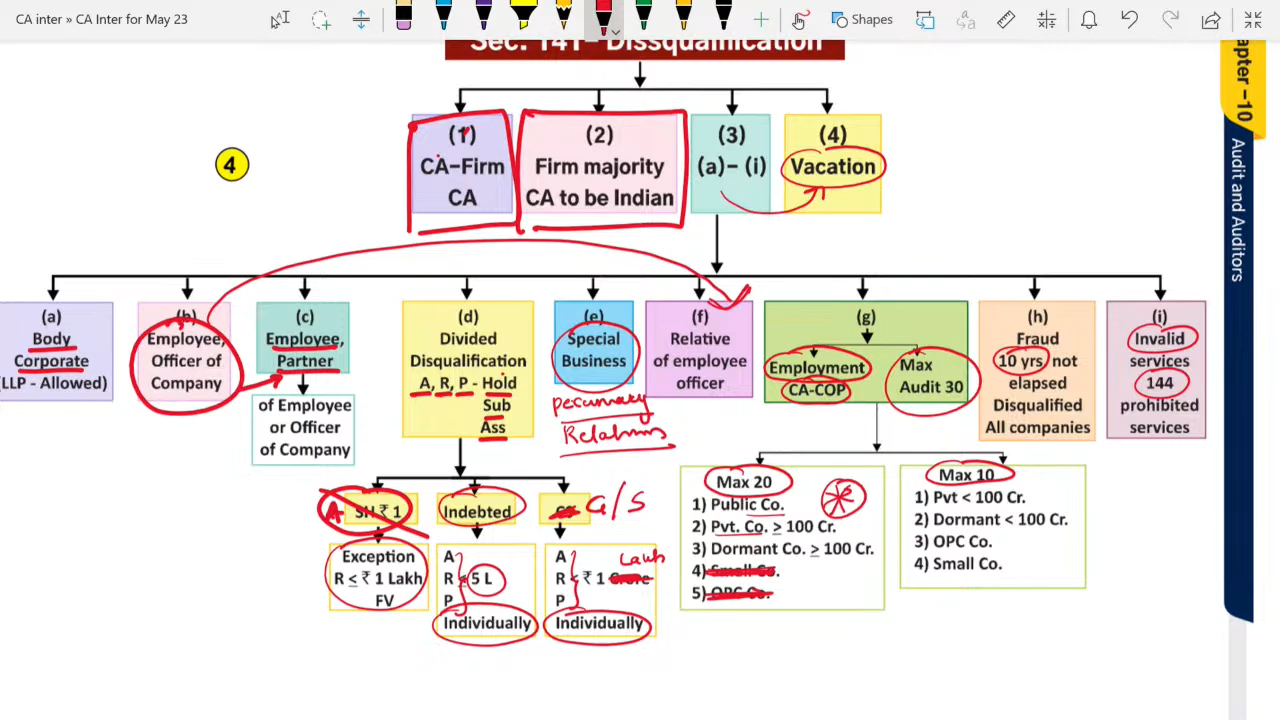 CA inter » CA Inter for May 23
Shapes
Sec. 141- Dissqualification
4
(1)
CA-Firm
CA
(2)
Firm majority
CA to be Indian
(3)
(a)- (i)
(4)
Vacation
(a)
Body
Corporate
(LLP - Allowed)
(b)
Employee,
Officer of
Company
(c)
Employee,
Partner
of Employee
or Officer
of Company
(d)
Divided
Disqualification
A, R, P - Hold
Sub
Ass
(e)
Special
Business
pecuniary
Relations
(f)
Relative
of employee
officer
(g)
Employment
CA-COP
Max
Audit 30
(h)
Fraud
10 yrs not
elapsed
Disqualified
All companies
(i)
Invalid
services
144
prohibited
services
A SH ₹ 1
Exception
R ≤ ₹ 1 Lakh
FV
Indebted
A
R ≤ 5 L
P
Individually
G/S
A
R < ₹ 1 Crore Lakh
P
Individually
Max 20
1) Public Co.
2) Pvt. Co. ≥ 100 Cr.
3) Dormant Co. ≥ 100 Cr.
4) Small Co.
5) OPC Co.
Max 10
1) Pvt < 100 Cr.
2) Dormant < 100 Cr.
3) OPC Co.
4) Small Co.
apter –10
Audit and Auditors